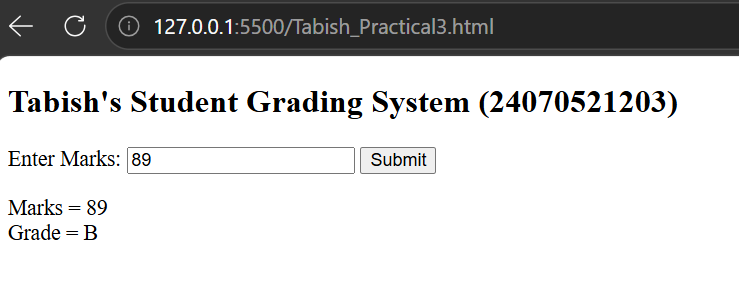 127.0.0.1:5500/Tabish_Practical3.html
Tabish's Student Grading System (24070521203)
Enter Marks: 89 Submit
Marks = 89
Grade = B